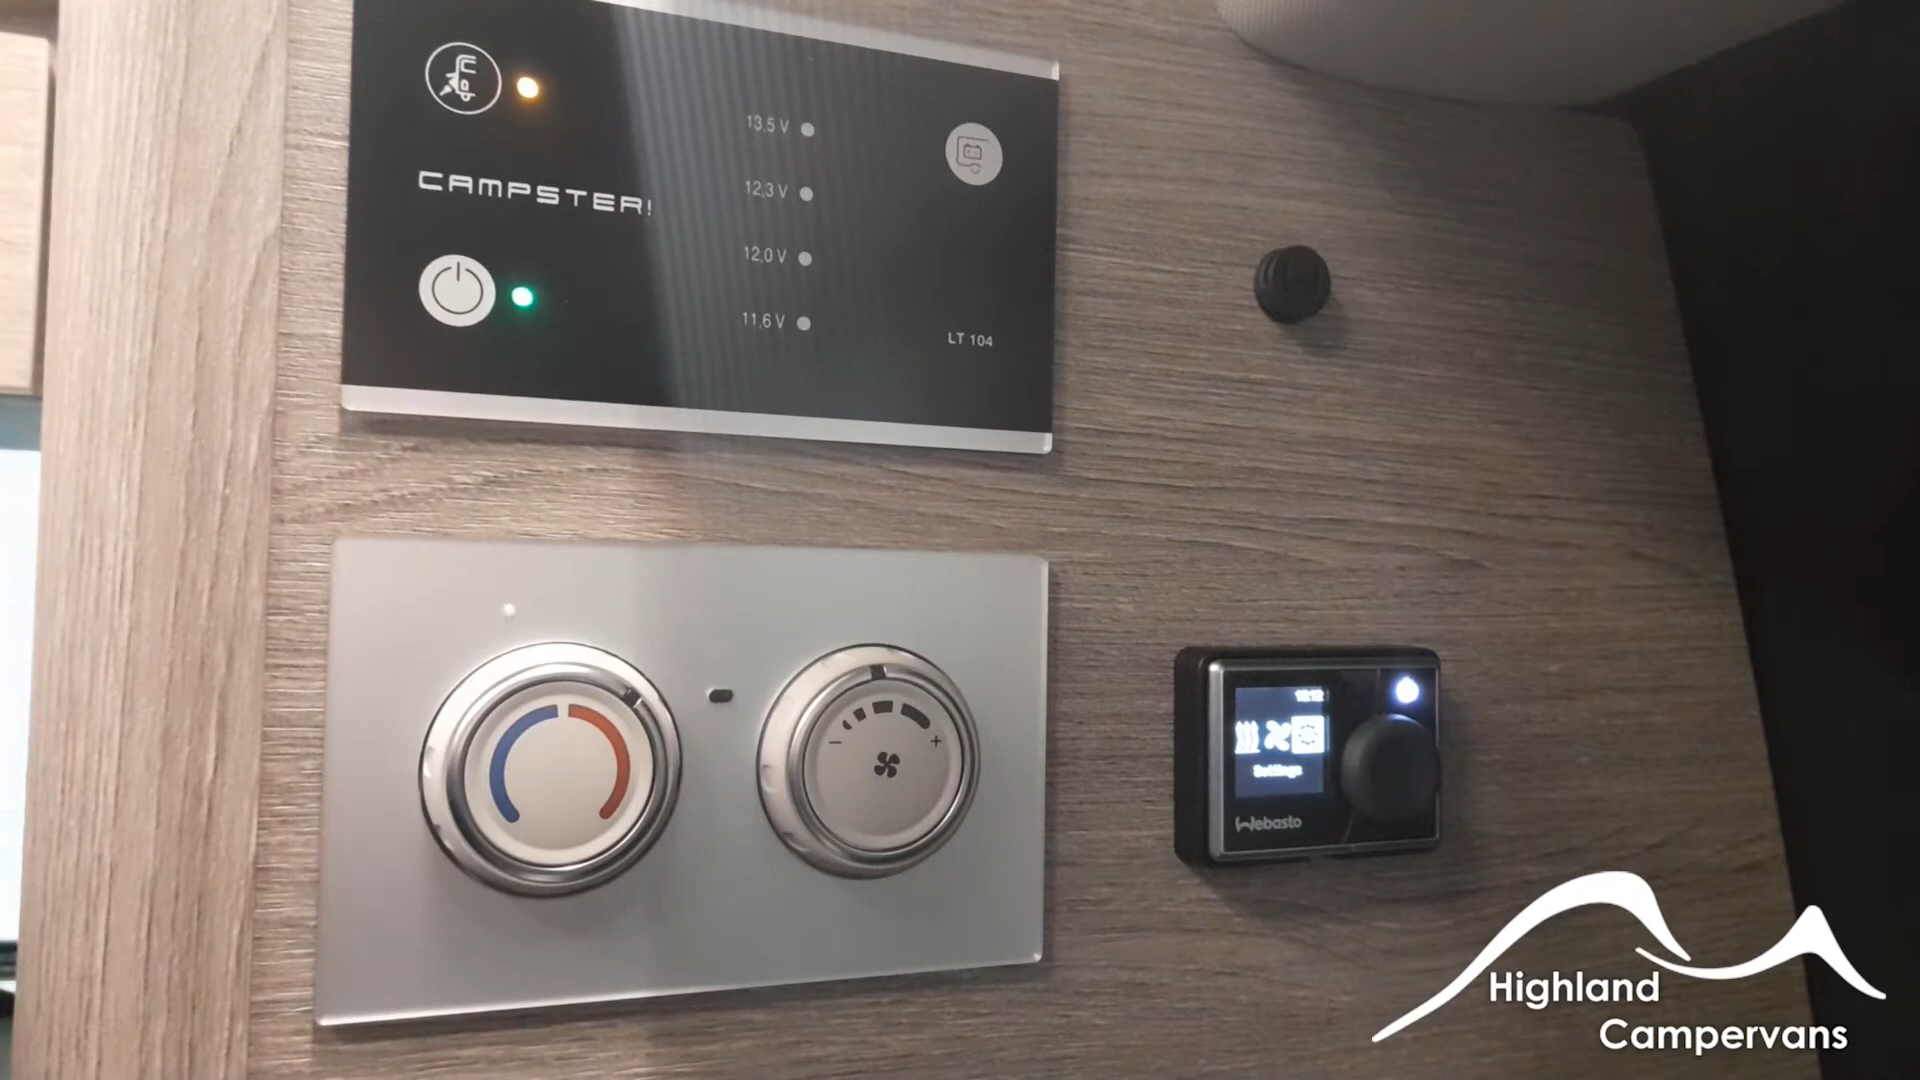 CAMPSTER!
13,5 V
12,3 V
12,0 V
11,6 V
LT 104
12:12
Settings
Webasto
Highland
Campervans